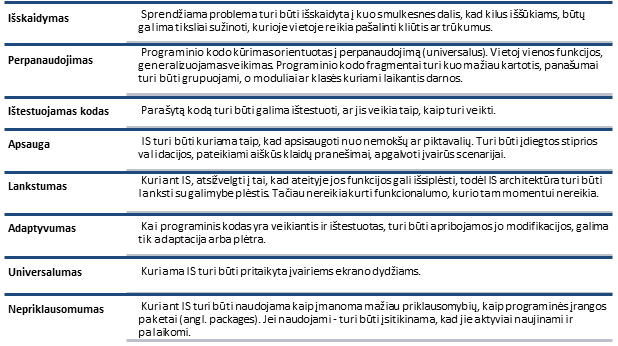 Išskaidymas
Sprendžiama problema turi būti išskaidyta į kuo smulkesnes dalis, kad kilus iššūkiams, būtų
galima tiksliai sužinoti, kurioje vietoje reikia pašalinti kliūtis ar trūkumus.
Perpanaudojimas
Programinio kodo kūrimas orientuotas į perpanaudojimą (universalus). Vietoj vienos funkcijos,
generalizuojamas veikimas. Programinio kodo fragmentai turi kuo mažiau kartotis, panašumai
turi būti grupuojami, o moduliai ar klasės kuriami laikantis darnos.
Ištestuojamas kodas
Parašytą kodą turi būti galima ištestuoti, ar jis veikia taip, kaip turi veikti.
Apsauga
IS turi būti kuriama taip, kad apsisaugoti nuo nemokšų ar piktavalių. Turi būti įdiegtos stiprios
validacijos, pateikiami aiškūs klaidų pranešimai, apgalvoti įvairūs scenarijai.
Lankstumas
Kuriant IS, atsižvelgti į tai, kad ateityje jos funkcijos gali išsiplėsti, todėl IS architektūra turi būti
lanksti su galimybe plėstis. Tačiau nereikia kurti funkcionalumo, kurio tam momentui nereikia.
Adaptyvumas
Kai programinis kodas yra veikiantis ir ištestuotas, turi būti apribojamos jo modifikacijos, galima
tik adaptacija arba plėtra.
Universalumas
Kuriama IS turi būti pritaikyta įvairiems ekrano dydžiams.
Nepriklausomumas
Kuriant IS turi būti naudojama kaip įmanoma mažiau priklausomybių, kaip programinės įrangos
paketai (angl. packages). Jei naudojami - turi būti įsitikinama, kad jie aktyviai naujinami ir
palaikomi.